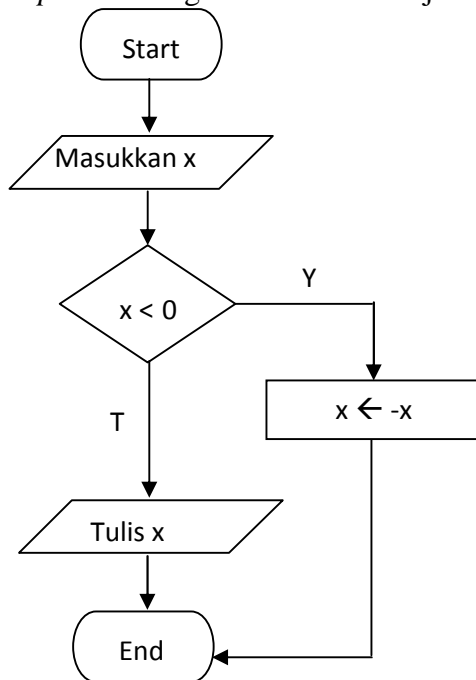 Start
Masukkan x
x < 0
Y
x ← -x
T
Tulis x
End